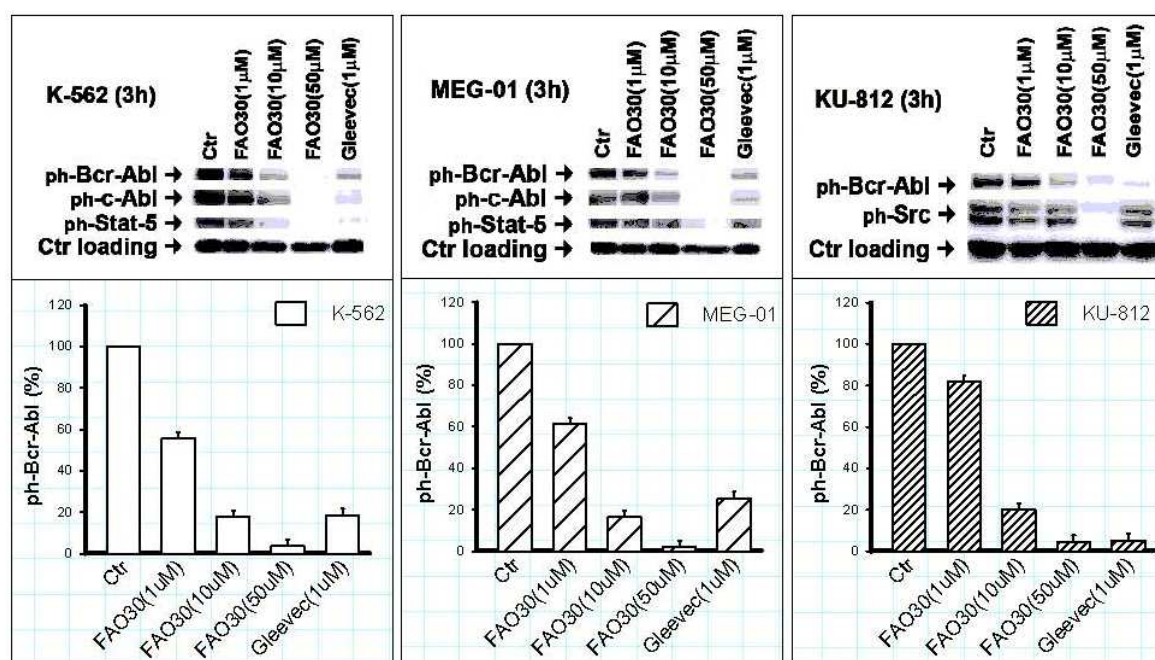 K-562 (3h)
Ctr
FAO30(1μM)
FAO30(10μM)
FAO30(50μM)
Gleevec(1μM)
ph-Bcr-Abl →
ph-c-Abl →
ph-Stat-5 →
Ctr loading →
MEG-01 (3h)
Ctr
FAO30(1μM)
FAO30(10μM)
FAO30(50μM)
Gleevec(1μM)
ph-Bcr-Abl →
ph-c-Abl →
ph-Stat-5 →
Ctr loading →
KU-812 (3h)
Ctr
FAO30(1μM)
FAO30(10μM)
FAO30(50μM)
Gleevec(1μM)
ph-Bcr-Abl →
ph-Src →
Ctr loading →
K-562
ph-Bcr-Abl (%)
120
100
80
60
40
20
0
Ctr
FAO30(1uM)
FAO30(10uM)
FAO30(50uM)
Gleevec(1uM)
MEG-01
ph-Bcr-Abl (%)
120
100
80
60
40
20
0
Ctr
FAO30(1uM)
FAO30(10uM)
FAO30(50uM)
Gleevec(1uM)
KU-812
ph-Bcr-Abl (%)
120
100
80
60
40
20
0
Ctr
FAO30(1uM)
FAO30(10uM)
FAO30(50uM)
Gleevec(1uM)